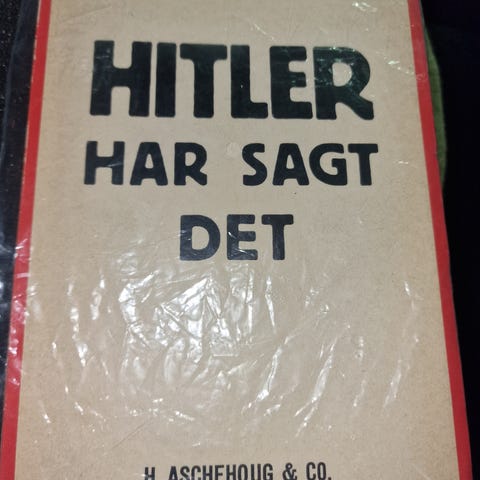 HITLER
HAR SAGT
DET
H. ASCHEHOUG & CO.